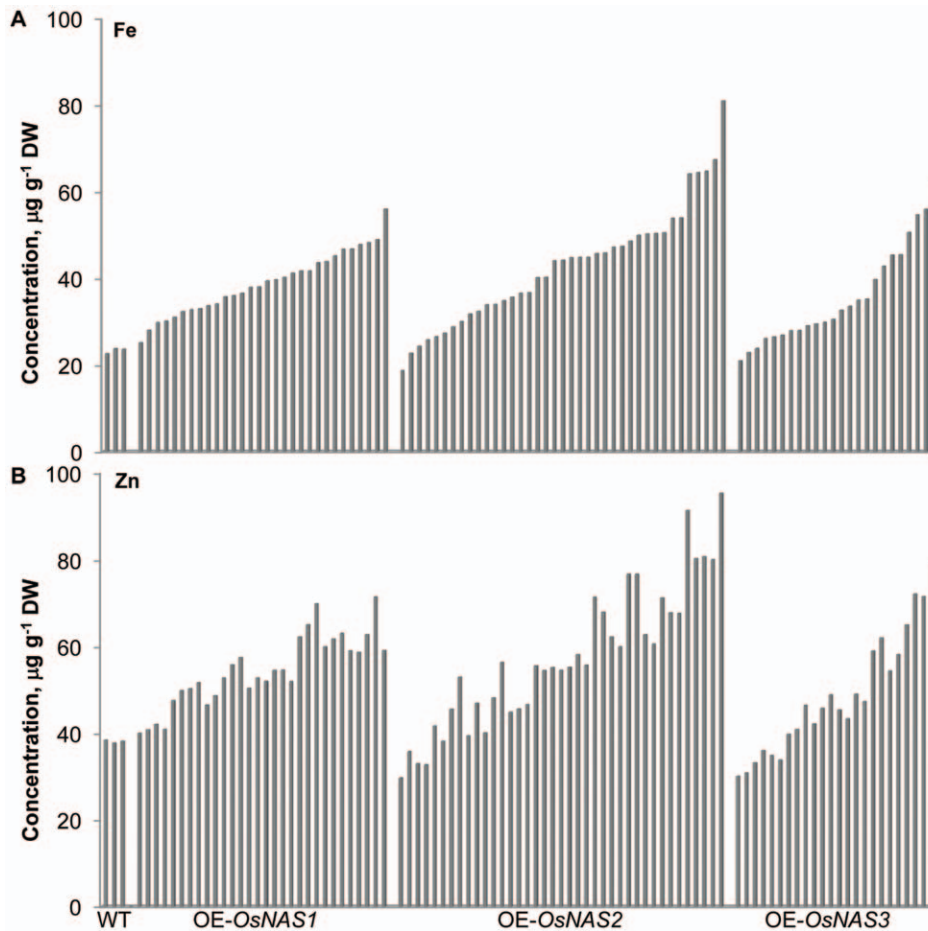 A
Fe
100
80
60
40
20
0
Concentration, µg g⁻¹ DW
B
Zn
100
80
60
40
20
0
Concentration, µg g⁻¹ DW
WT OE-OsNAS1 OE-OsNAS2 OE-OsNAS3